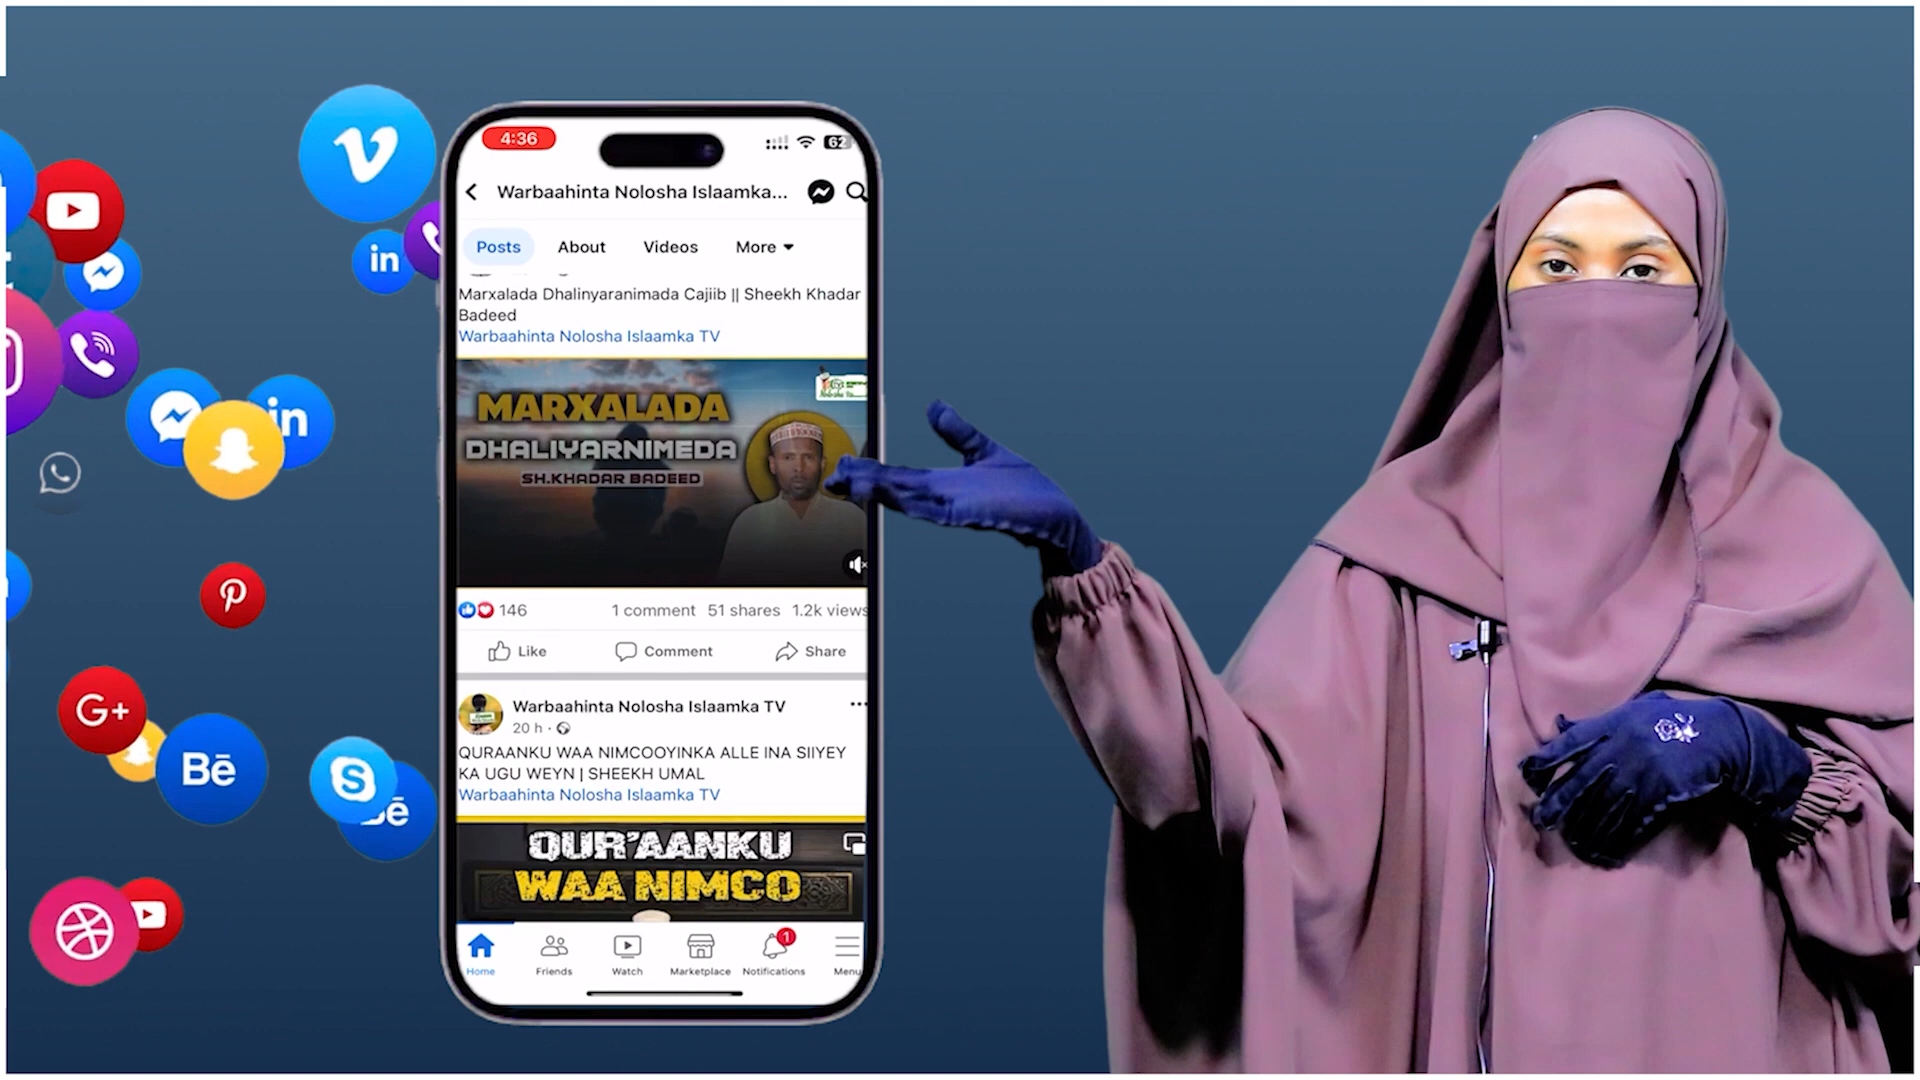 4:36
62
Warbaahinta Nolosha Islaamka...
Posts
About
Videos
More
Marxalada Dhalinyaranimada Cajiib || Sheekh Khadar
Badeed
Warbaahinta Nolosha Islaamka TV
MARXALADA
DHALIYARNIMEDA
SH.KHADAR BADEED
146
1 comment 51 shares 1.2k views
Like
Comment
Share
Warbaahinta Nolosha Islaamka TV
20 h
QURAANKU WAA NIMCOOYINKA ALLE INA SIIYEY
KA UGU WEYN | SHEEKH UMAL
Warbaahinta Nolosha Islaamka TV
QUR'AANKU
WAA NIMCO
1
Home
Friends
Watch
Marketplace
Notifications
Menu
in
in
G+
Bē
Bē